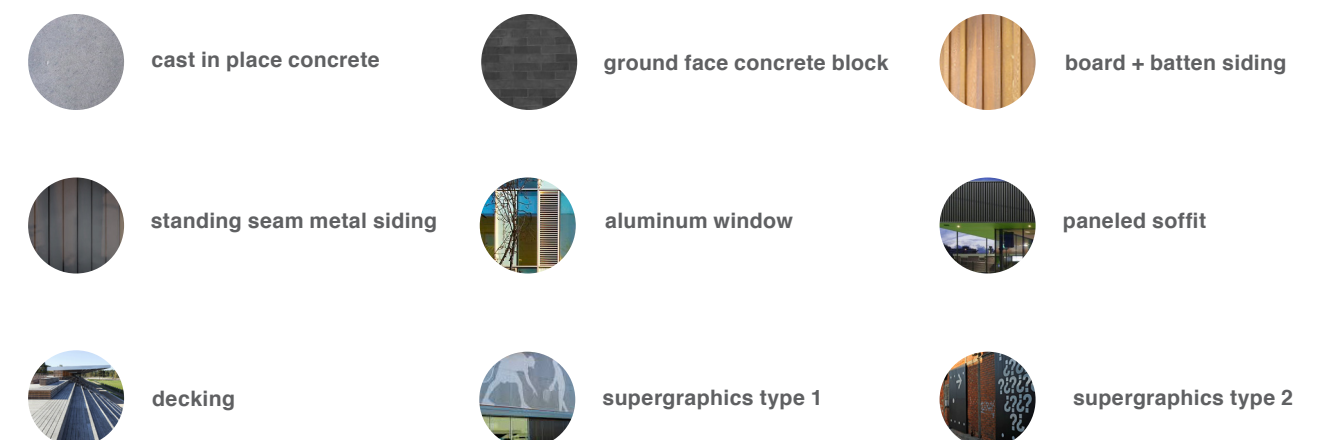 cast in place concrete
ground face concrete block
board + batten siding
standing seam metal siding
aluminum window
paneled soffit
decking
supergraphics type 1
supergraphics type 2